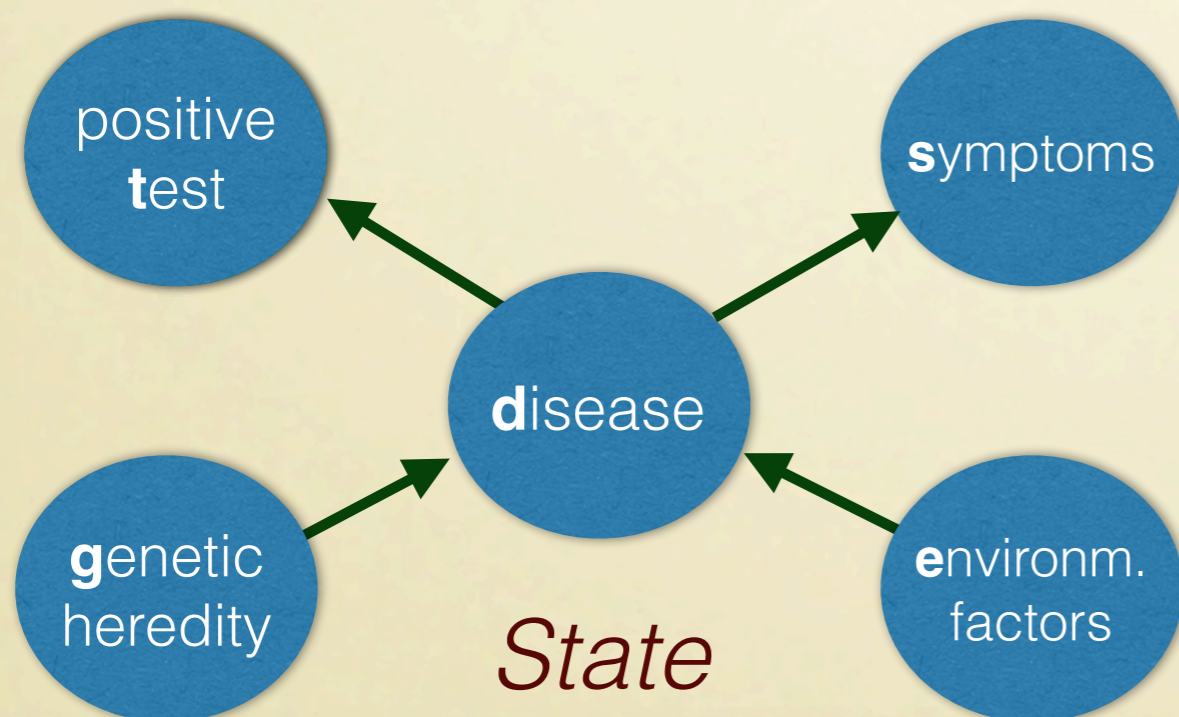 positive
test
symptoms
disease
genetic
heredity
environm.
factors
State